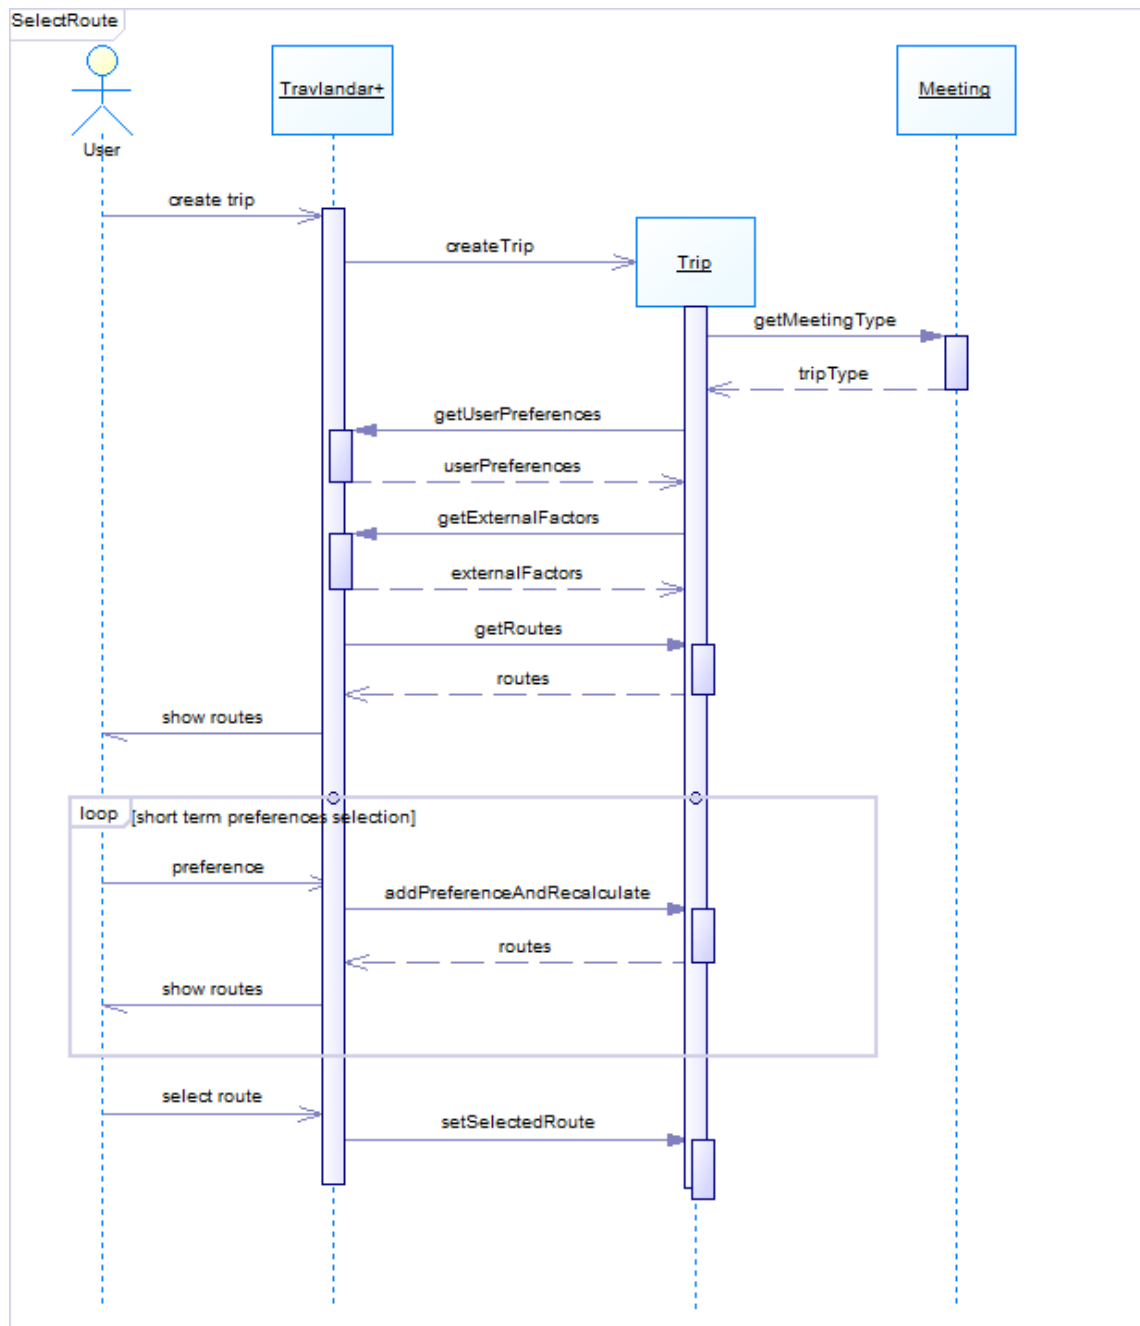 SelectRoute
User
Travlandar+
Meeting
create trip
createTrip
Trip
getMeetingType
tripType
getUserPreferences
userPreferences
getExternalFactors
externalFactors
getRoutes
routes
show routes
loop [short term preferences selection]
preference
addPreferenceAndRecalculate
routes
show routes
select route
setSelectedRoute